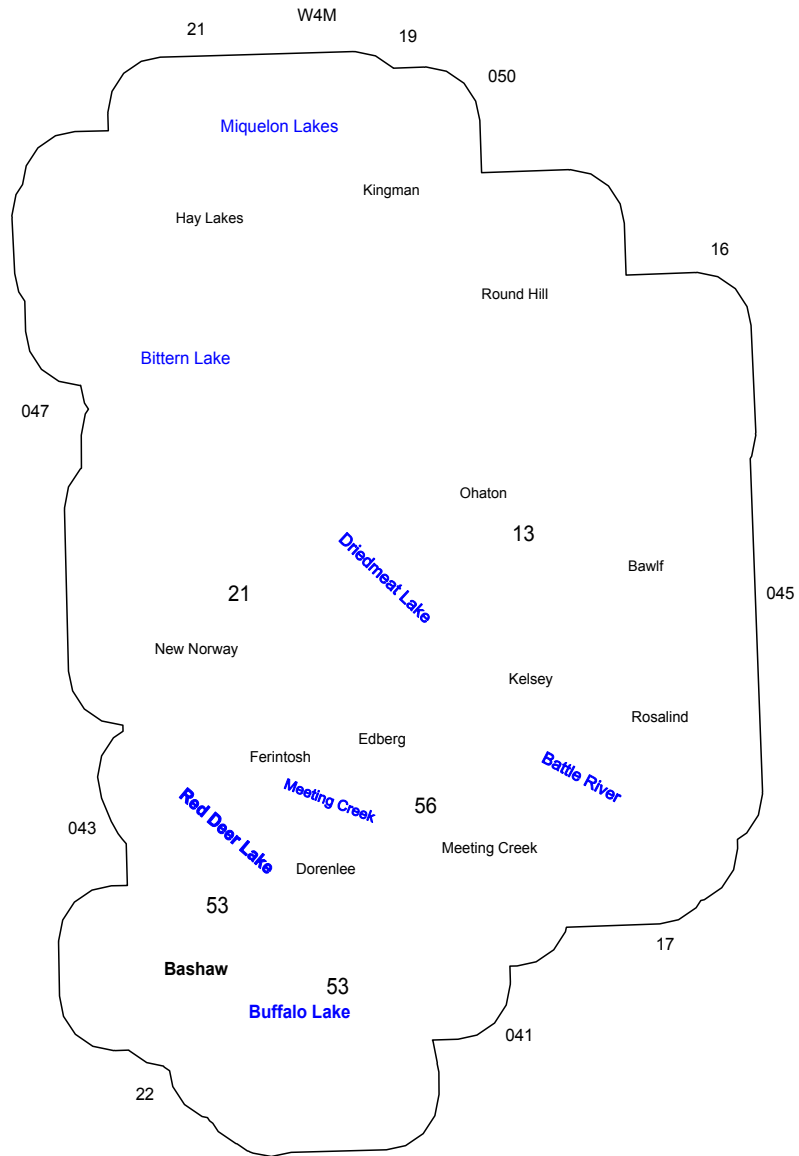 W4M
21
19
050
Miquelon Lakes
Kingman
Hay Lakes
16
Round Hill
Bittern Lake
047
Ohaton
13
Driedmeat Lake
Bawlf
21
045
New Norway
Kelsey
Rosalind
Edberg
Ferintosh
Battle River
Meeting Creek
56
Red Deer Lake
043
Meeting Creek
Dorenlee
53
17
Bashaw
53
Buffalo Lake
041
22